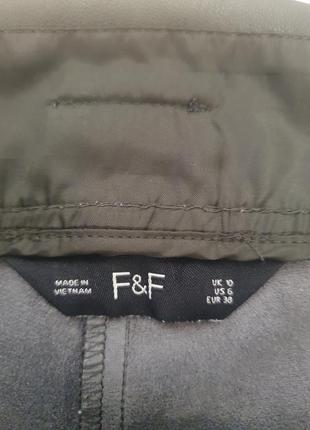 MADE IN
VIETNAM
F&F
UK 10
US 6
EUR 38